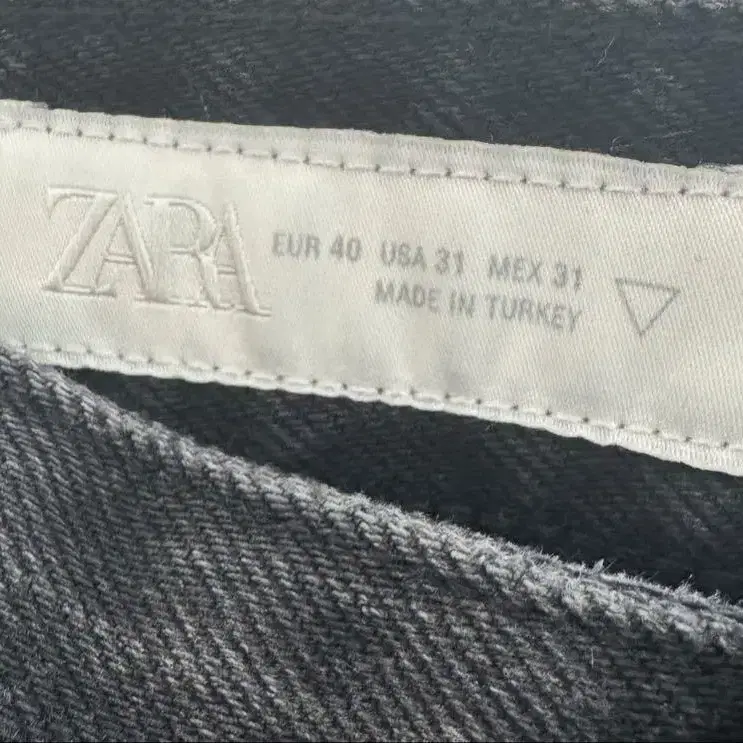 ZARA
EUR 40 USA 31 MEX 31
MADE IN TURKEY